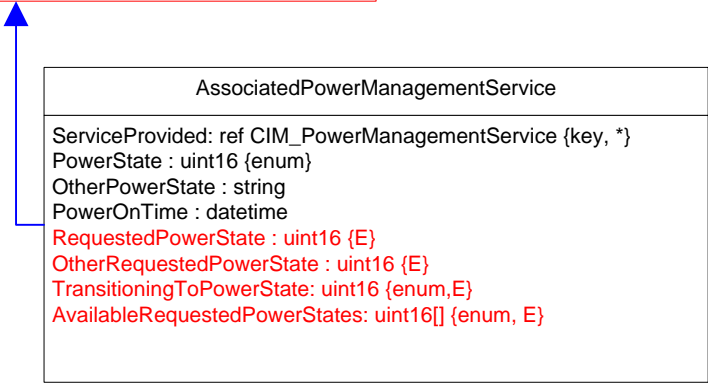 AssociatedPowerManagementService
ServiceProvided: ref CIM_PowerManagementService {key, *}
PowerState : uint16 {enum}
OtherPowerState : string
PowerOnTime : datetime
RequestedPowerState : uint16 {E}
OtherRequestedPowerState : uint16 {E}
TransitioningToPowerState: uint16 {enum,E}
AvailableRequestedPowerStates: uint16[] {enum, E}